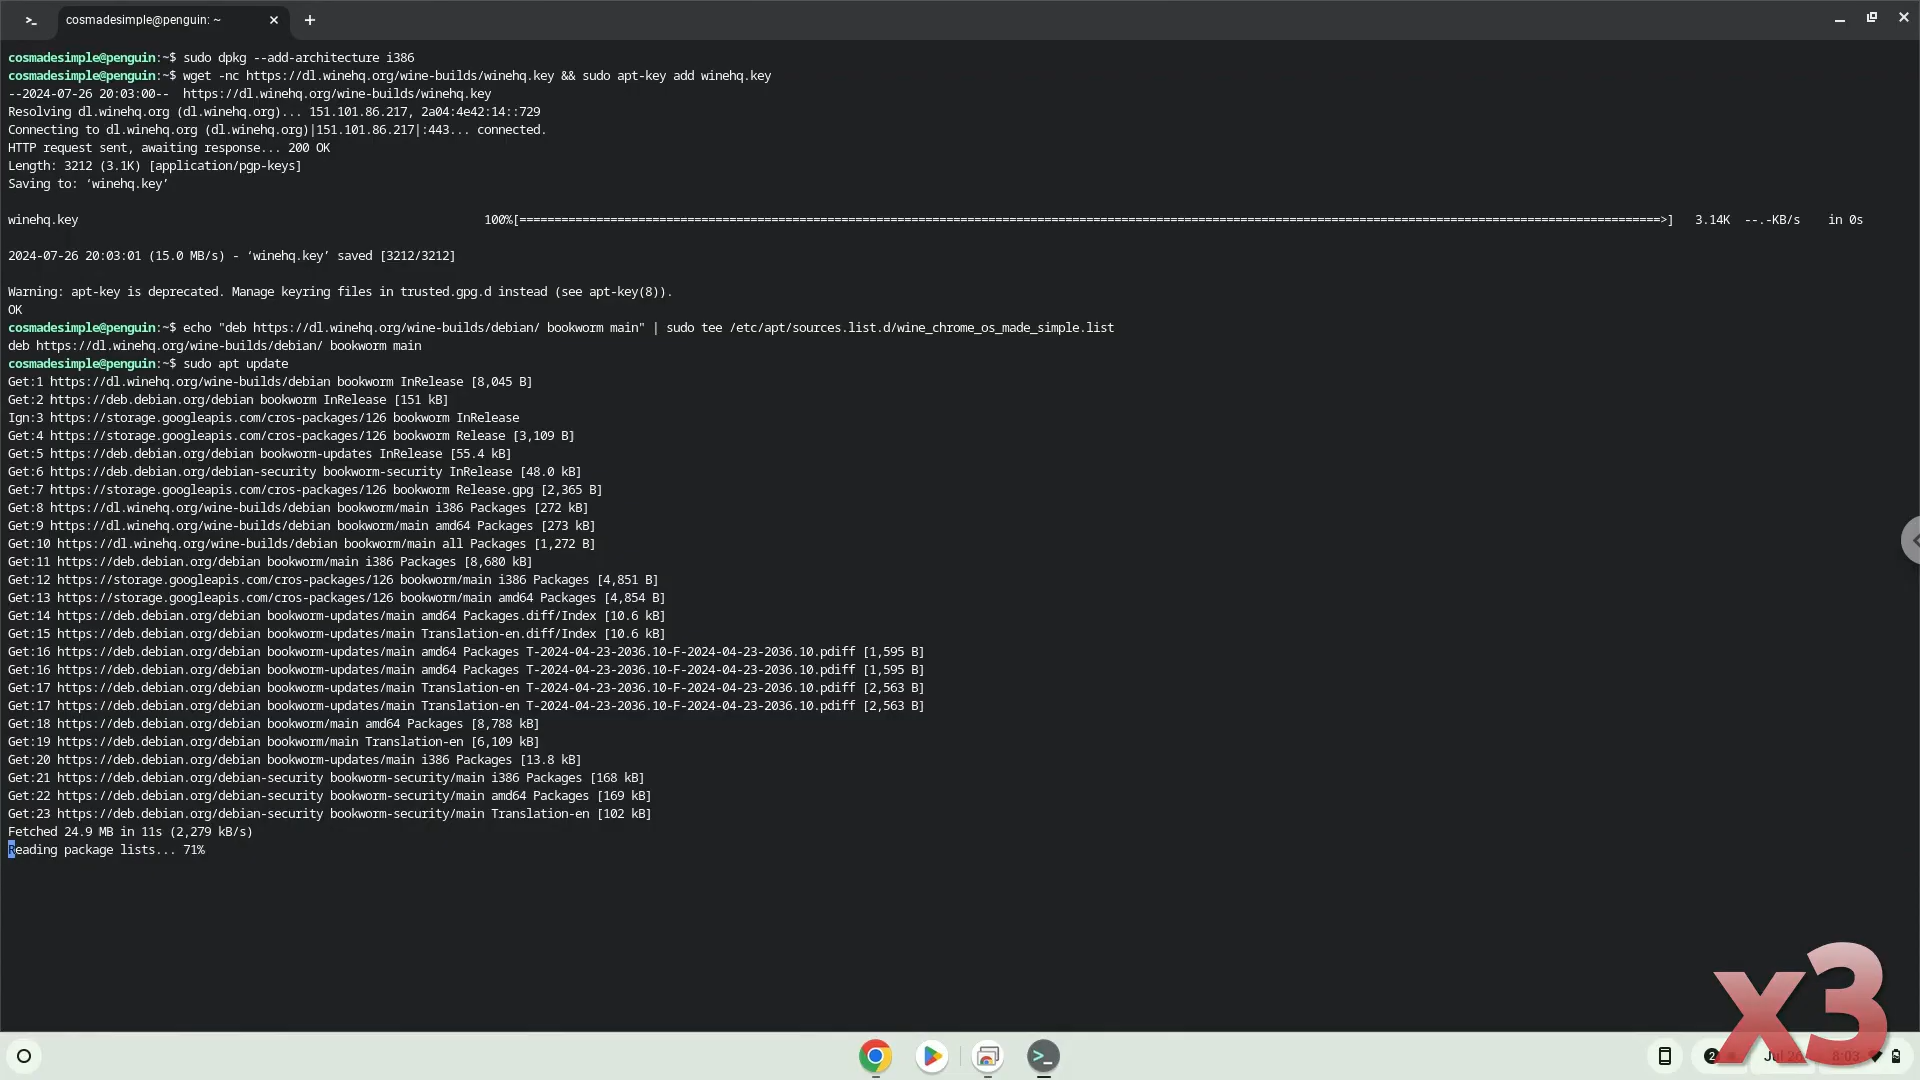 cosmadesimple@penguin: ~
cosmadesimple@penguin:~$ sudo dpkg --add-architecture i386
cosmadesimple@penguin:~$ wget -nc https://dl.winehq.org/wine-builds/winehq.key && sudo apt-key add winehq.key
--2024-07-26 20:03:00--  https://dl.winehq.org/wine-builds/winehq.key
Resolving dl.winehq.org (dl.winehq.org)... 151.101.86.217, 2a04:4e42:14::729
Connecting to dl.winehq.org (dl.winehq.org)|151.101.86.217|:443... connected.
HTTP request sent, awaiting response... 200 OK
Length: 3212 (3.1K) [application/pgp-keys]
Saving to: ‘winehq.key’
winehq.key 100%[===================>] 3.14K --.-KB/s in 0s
2024-07-26 20:03:01 (15.0 MB/s) - ‘winehq.key’ saved [3212/3212]
Warning: apt-key is deprecated. Manage keyring files in trusted.gpg.d instead (see apt-key(8)).
OK
cosmadesimple@penguin:~$ echo "deb https://dl.winehq.org/wine-builds/debian/ bookworm main" | sudo tee /etc/apt/sources.list.d/wine_chrome_os_made_simple.list
deb https://dl.winehq.org/wine-builds/debian/ bookworm main
cosmadesimple@penguin:~$ sudo apt update
Get:1 https://dl.winehq.org/wine-builds/debian bookworm InRelease [8,045 B]
Get:2 https://deb.debian.org/debian bookworm InRelease [151 kB]
Ign:3 https://storage.googleapis.com/cros-packages/126 bookworm InRelease
Get:4 https://storage.googleapis.com/cros-packages/126 bookworm Release [3,109 B]
Get:5 https://deb.debian.org/debian bookworm-updates InRelease [55.4 kB]
Get:6 https://deb.debian.org/debian-security bookworm-security InRelease [48.0 kB]
Get:7 https://storage.googleapis.com/cros-packages/126 bookworm Release.gpg [2,365 B]
Get:8 https://dl.winehq.org/wine-builds/debian bookworm/main i386 Packages [272 kB]
Get:9 https://dl.winehq.org/wine-builds/debian bookworm/main amd64 Packages [273 kB]
Get:10 https://dl.winehq.org/wine-builds/debian bookworm/main all Packages [1,272 B]
Get:11 https://deb.debian.org/debian bookworm/main i386 Packages [8,680 kB]
Get:12 https://storage.googleapis.com/cros-packages/126 bookworm/main i386 Packages [4,851 B]
Get:13 https://storage.googleapis.com/cros-packages/126 bookworm/main amd64 Packages [4,854 B]
Get:14 https://deb.debian.org/debian bookworm-updates/main amd64 Packages.diff/Index [10.6 kB]
Get:15 https://deb.debian.org/debian bookworm-updates/main Translation-en.diff/Index [10.6 kB]
Get:16 https://deb.debian.org/debian bookworm-updates/main amd64 Packages T-2024-04-23-2036.10-F-2024-04-23-2036.10.pdiff [1,595 B]
Get:16 https://deb.debian.org/debian bookworm-updates/main amd64 Packages T-2024-04-23-2036.10-F-2024-04-23-2036.10.pdiff [1,595 B]
Get:17 https://deb.debian.org/debian bookworm-updates/main Translation-en T-2024-04-23-2036.10-F-2024-04-23-2036.10.pdiff [2,563 B]
Get:17 https://deb.debian.org/debian bookworm-updates/main Translation-en T-2024-04-23-2036.10-F-2024-04-23-2036.10.pdiff [2,563 B]
Get:18 https://deb.debian.org/debian bookworm/main amd64 Packages [8,788 kB]
Get:19 https://deb.debian.org/debian bookworm/main Translation-en [6,109 kB]
Get:20 https://deb.debian.org/debian bookworm-updates/main i386 Packages [13.8 kB]
Get:21 https://deb.debian.org/debian-security bookworm-security/main i386 Packages [168 kB]
Get:22 https://deb.debian.org/debian-security bookworm-security/main amd64 Packages [169 kB]
Get:23 https://deb.debian.org/debian-security bookworm-security/main Translation-en [102 kB]
Fetched 24.9 MB in 11s (2,279 kB/s)
Reading package lists... 71%
x3
2 Jul 26 8:03